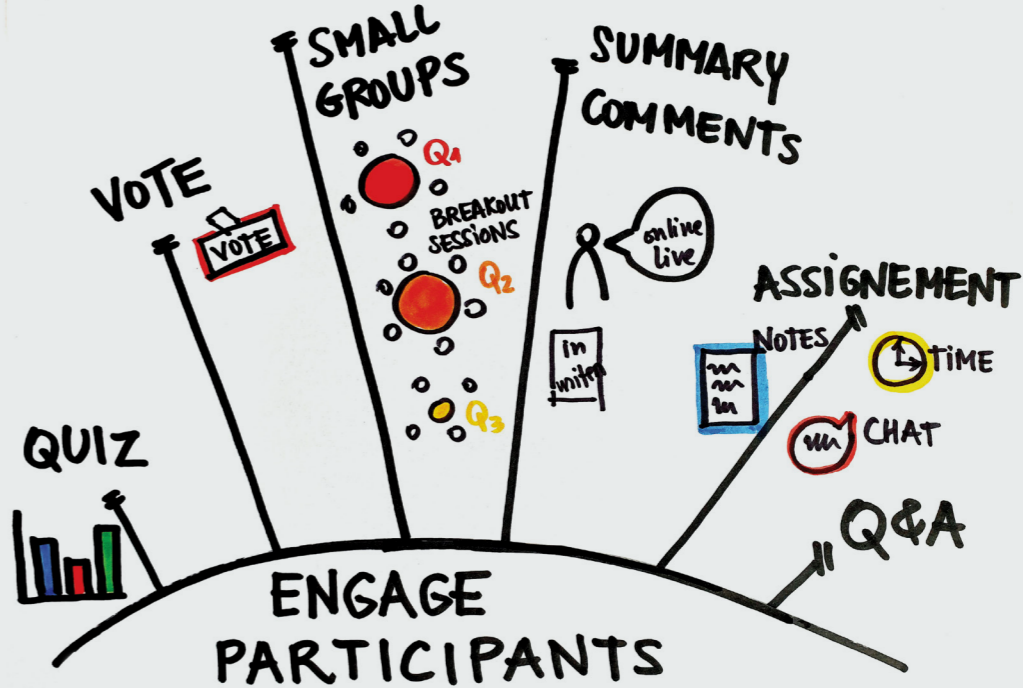 SMALL
GROUPS
Q1
BREAKOUT
SESSIONS
Q2
Q3
SUMMARY
COMMENTS
online
live
in
writen
VOTE
VOTE
ASSIGNEMENT
NOTES
TIME
CHAT
QUIZ
Q&A
ENGAGE
PARTICIPANTS